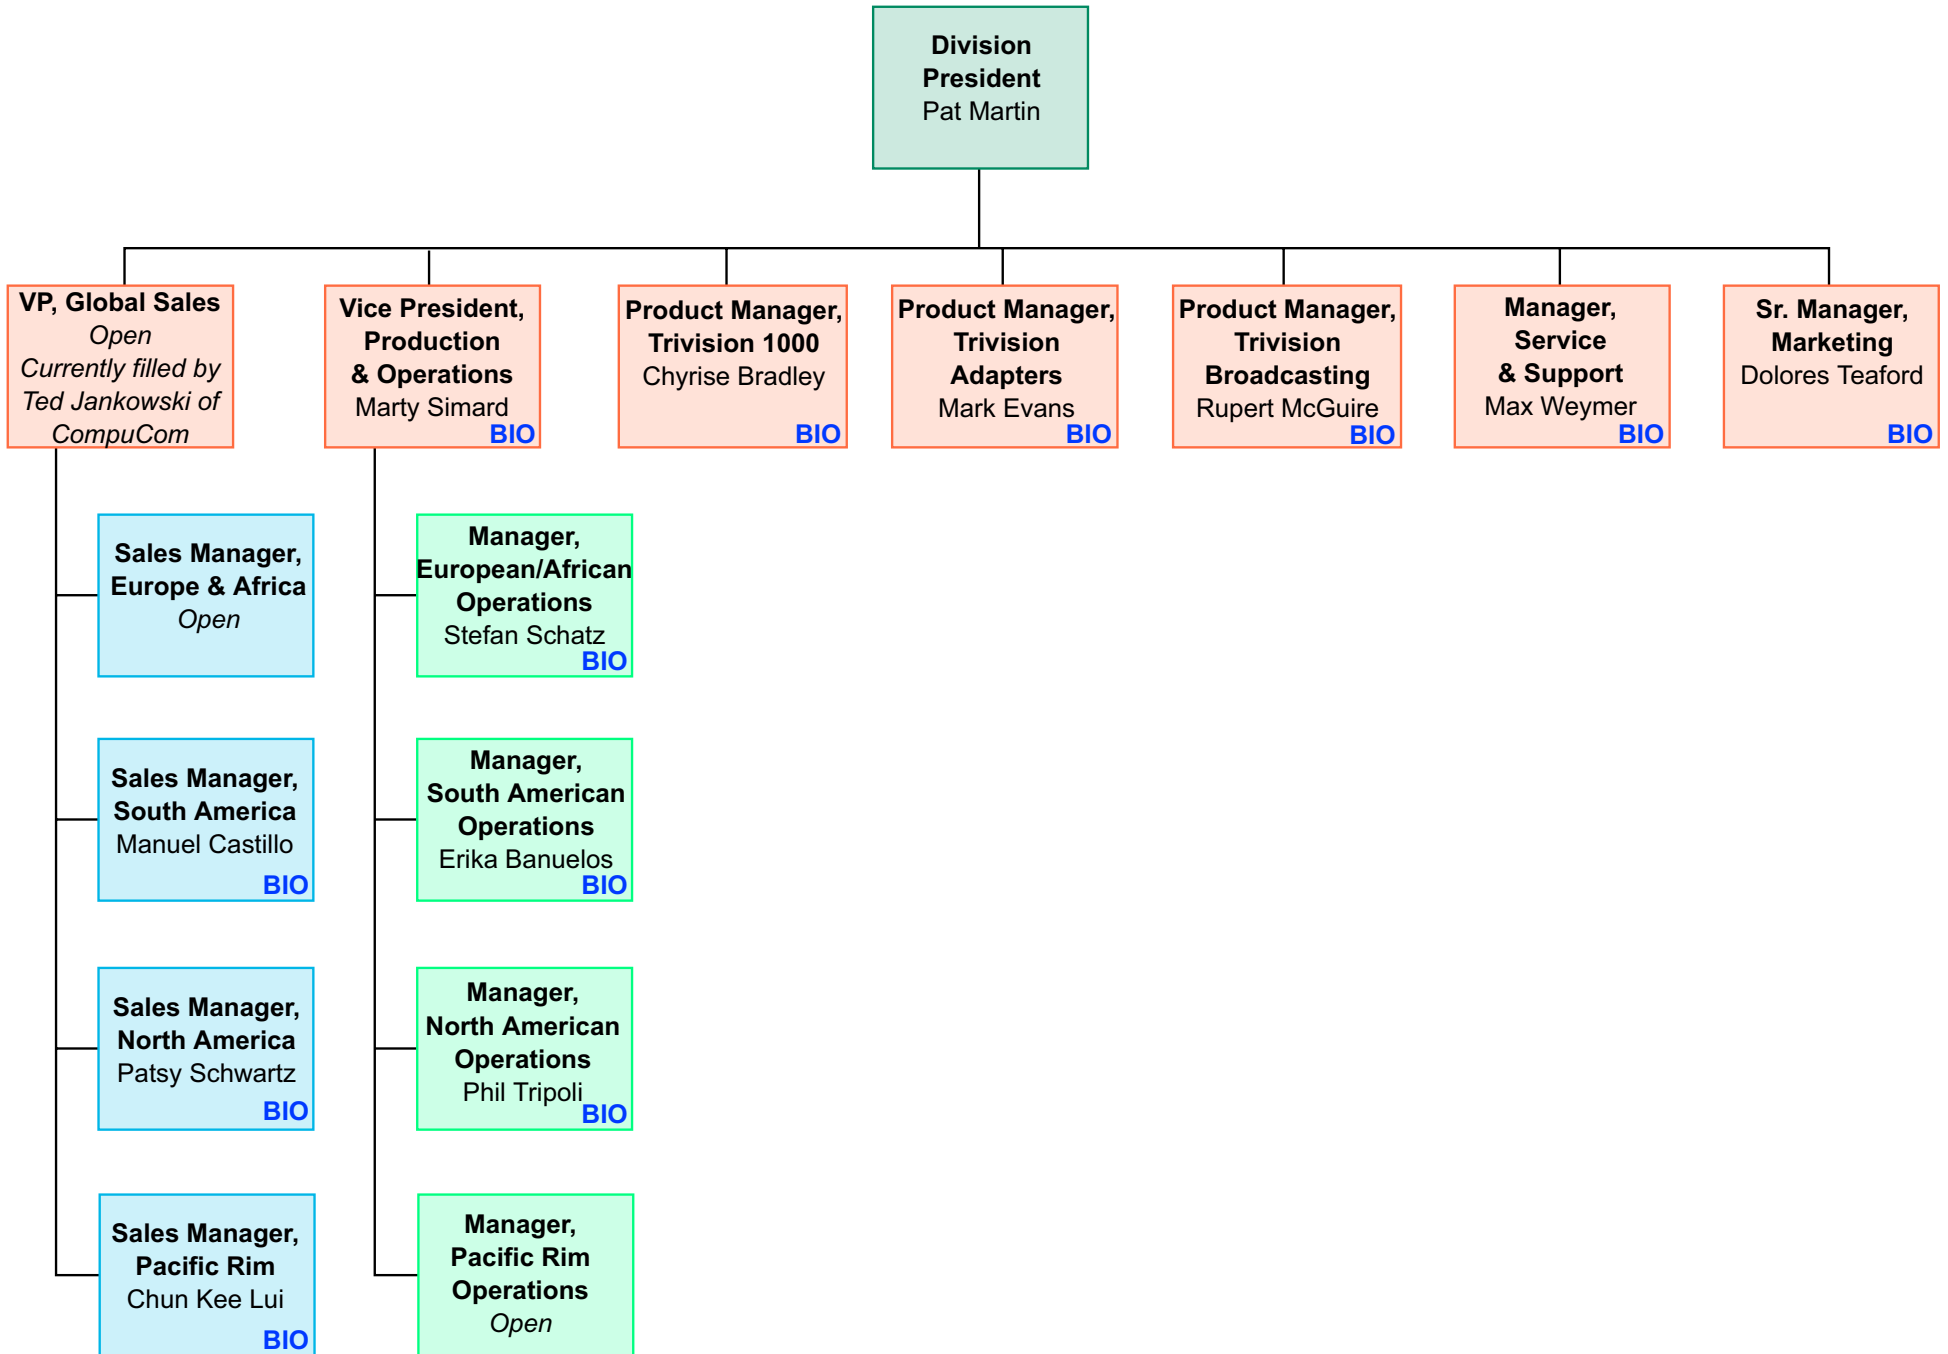 Division
President
Pat Martin
VP, Global Sales
Open
Currently filled by
Ted Jankowski of
CompuCom
Vice President,
Production
& Operations
Marty Simard
BIO
Product Manager,
Trivision 1000
Chyrise Bradley
BIO
Product Manager,
Trivision
Adapters
Mark Evans
BIO
Product Manager,
Trivision
Broadcasting
Rupert McGuire
BIO
Manager,
Service
& Support
Max Weymer
BIO
Sr. Manager,
Marketing
Dolores Teaford
BIO
Sales Manager,
Europe & Africa
Open
Manager,
European/African
Operations
Stefan Schatz
BIO
Sales Manager,
South America
Manuel Castillo
BIO
Manager,
South American
Operations
Erika Banuelos
BIO
Sales Manager,
North America
Patsy Schwartz
BIO
Manager,
North American
Operations
Phil Tripoli
BIO
Sales Manager,
Pacific Rim
Chun Kee Lui
BIO
Manager,
Pacific Rim
Operations
Open